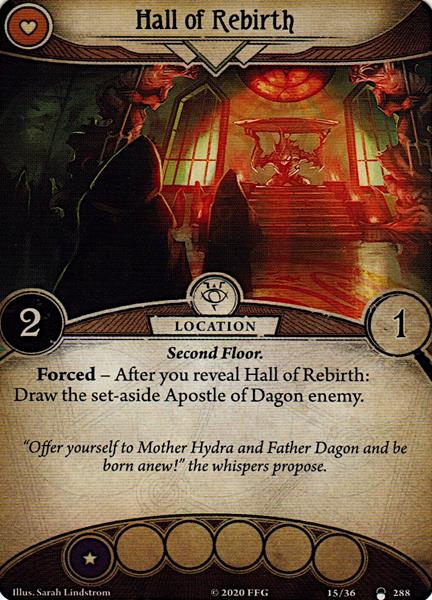 Hall of Rebirth
2
LOCATION
1
Second Floor.
Forced – After you reveal Hall of Rebirth:
Draw the set-aside Apostle of Dagon enemy.
“Offer yourself to Mother Hydra and Father Dagon and be
born anew!” the whispers propose.
Illus. Sarah Lindstrom © 2020 FFG 15/36 288